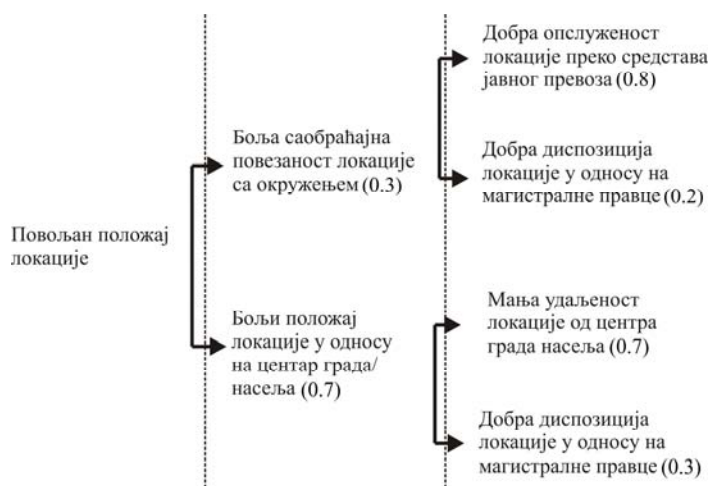 Повољан положај
локације
Боља саобраћајна
повезаност локације
са окружењем (0.3)
Бољи положај
локације у односу
на центар града/
насеља (0.7)
Добра опслуженост
локације преко средстава
јавног превоза (0.8)
Добра диспозиција
локације у односу на
магистралне правце (0.2)
Мања удаљеност
локације од центра
града насеља (0.7)
Добра диспозиција
локације у односу на
магистралне правце (0.3)